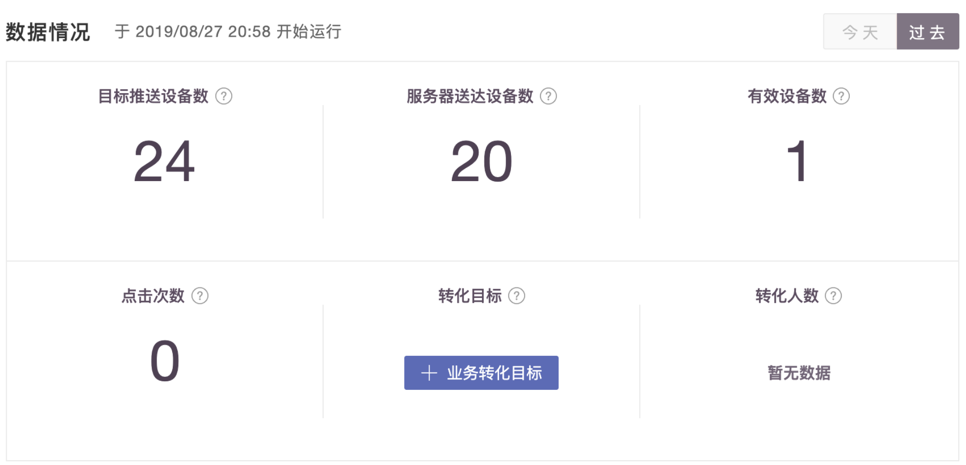 数据情况 于 2019/08/27 20:58 开始运行 今天 过去
目标推送设备数 ? 服务器送达设备数 ? 有效设备数 ?
24 20 1
点击次数 ? 转化目标 ? 转化人数 ?
0 + 业务转化目标 暂无数据